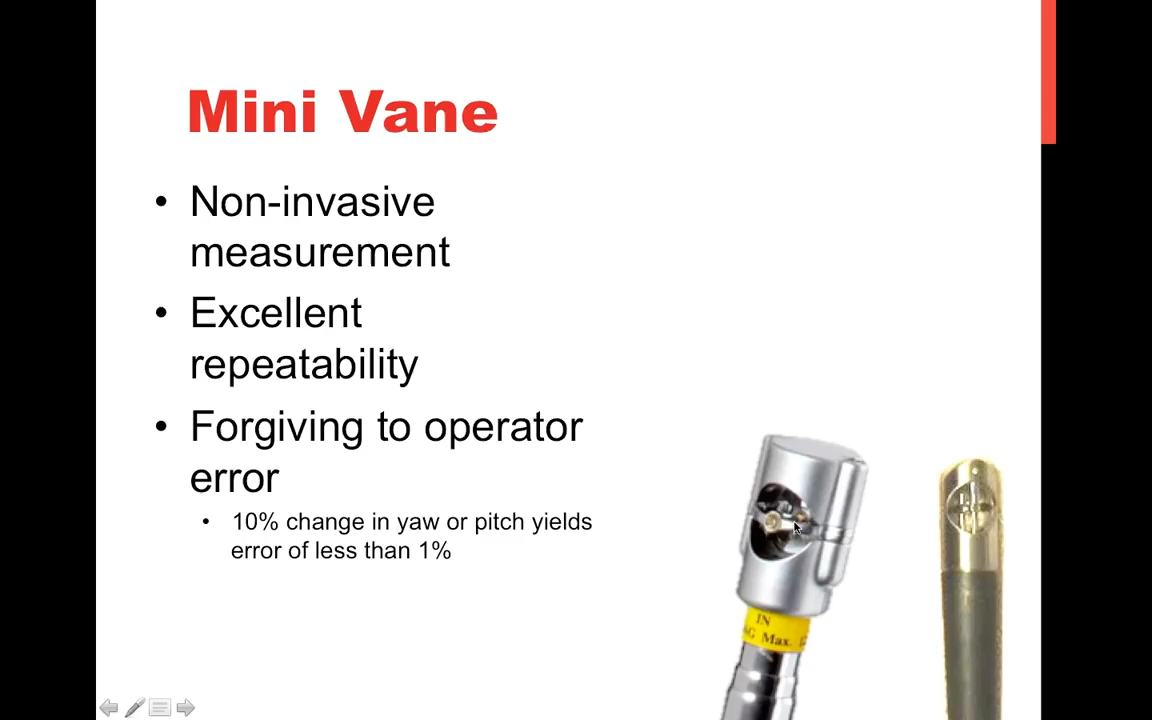 Mini Vane
• Non-invasive
measurement
• Excellent
repeatability
• Forgiving to operator
error
• 10% change in yaw or pitch yields
error of less than 1%
IN
Max.